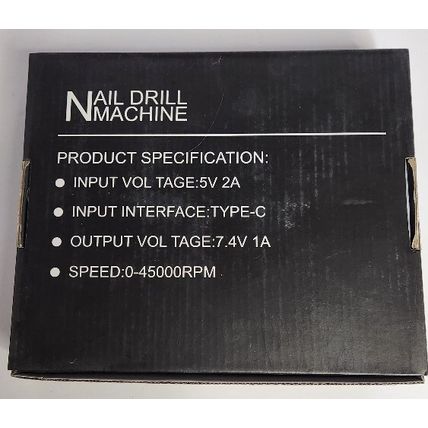 NAIL DRILL
MACHINE
PRODUCT SPECIFICATION:
● INPUT VOL TAGE:5V 2A
● INPUT INTERFACE:TYPE-C
● OUTPUT VOL TAGE:7.4V 1A
● SPEED:0-45000RPM